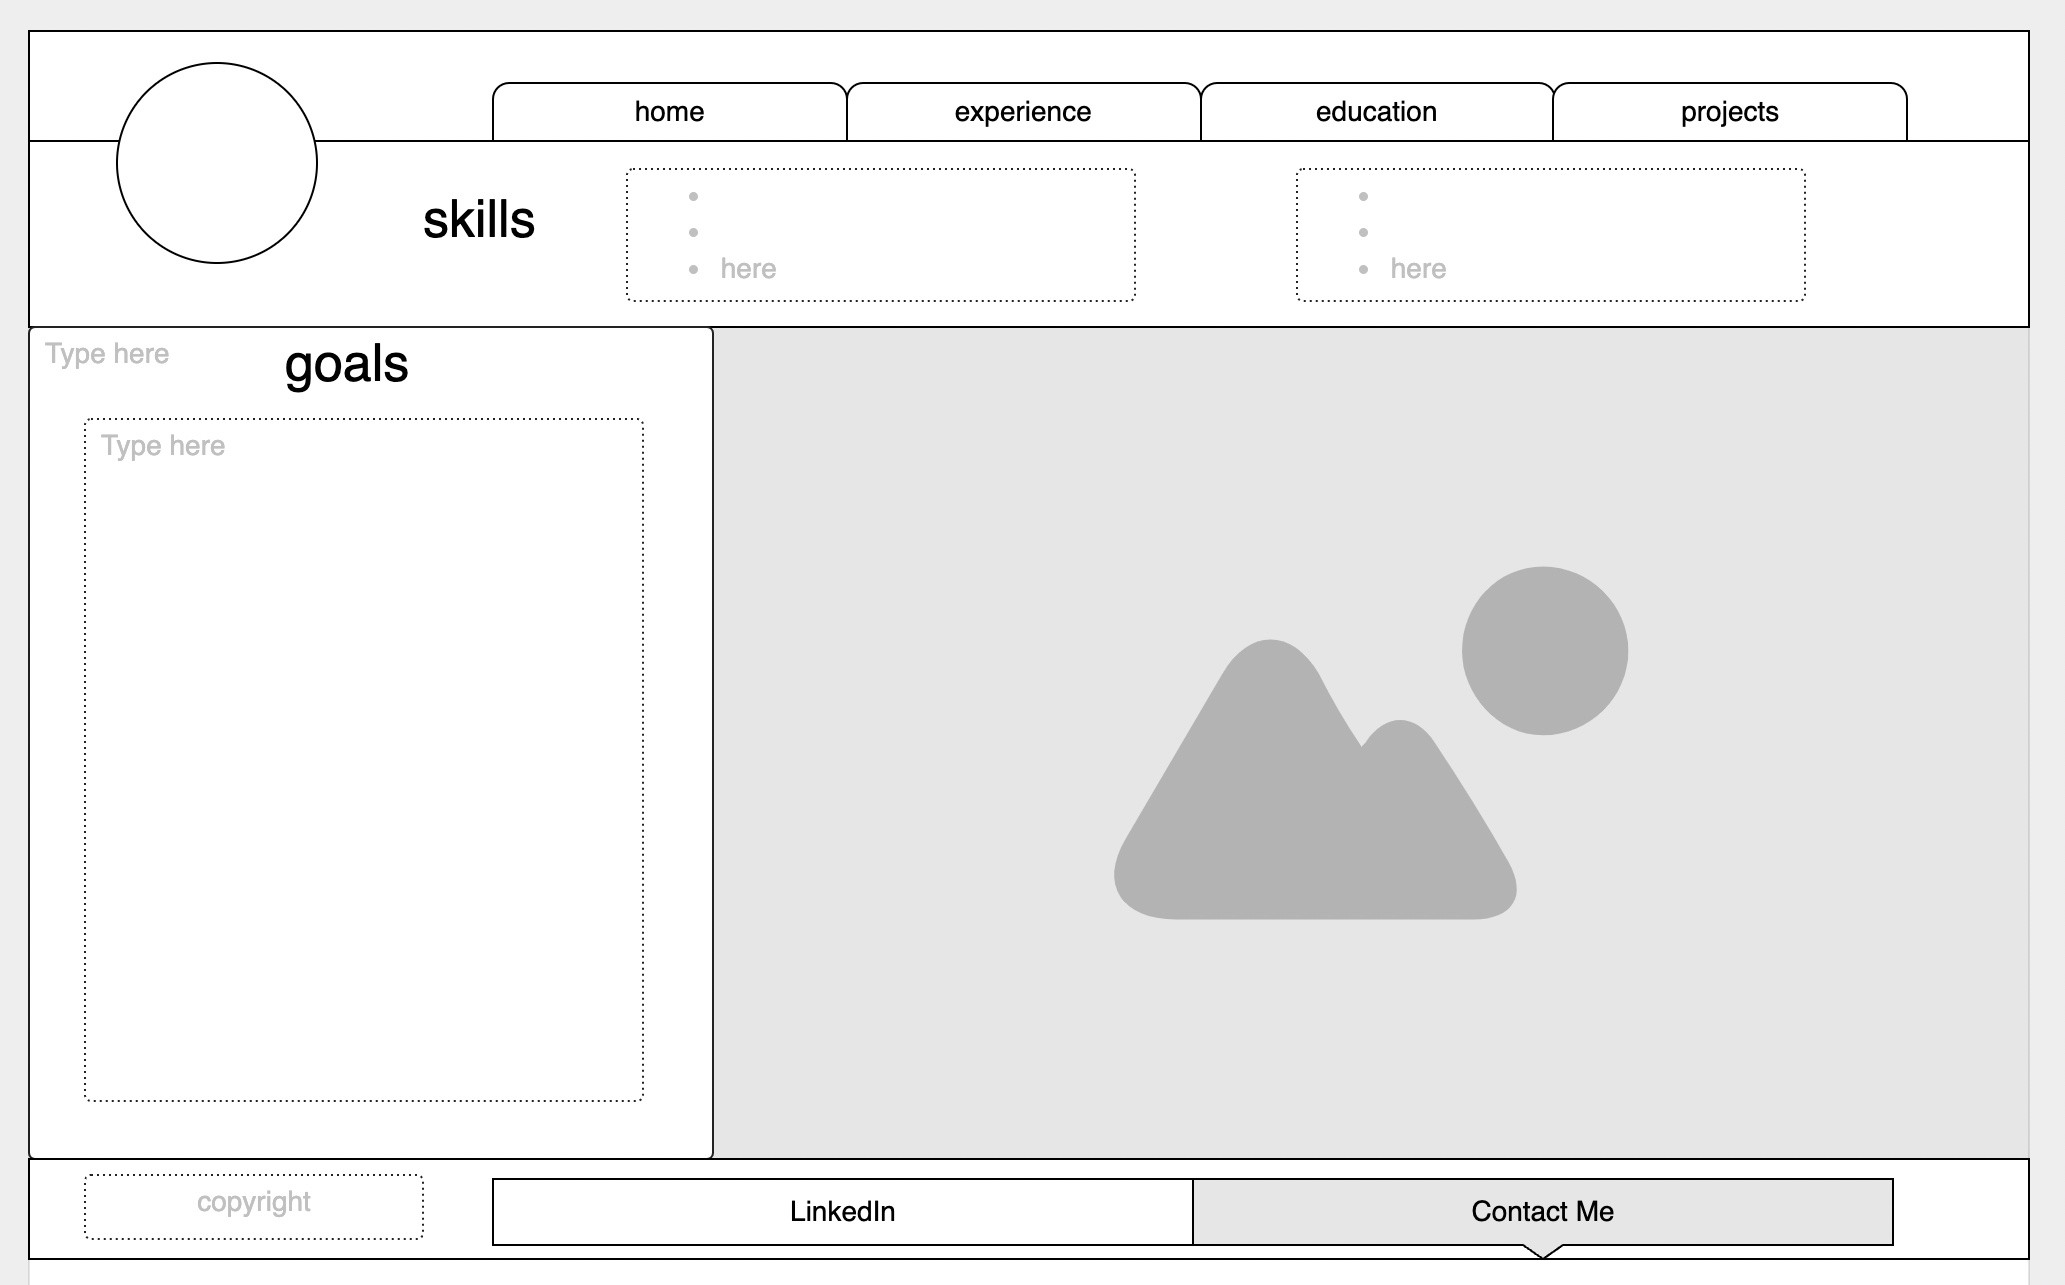 home
experience
education
projects
skills
• 
• 
• here
• 
• 
• here
Type here
goals
Type here
copyright
LinkedIn
Contact Me